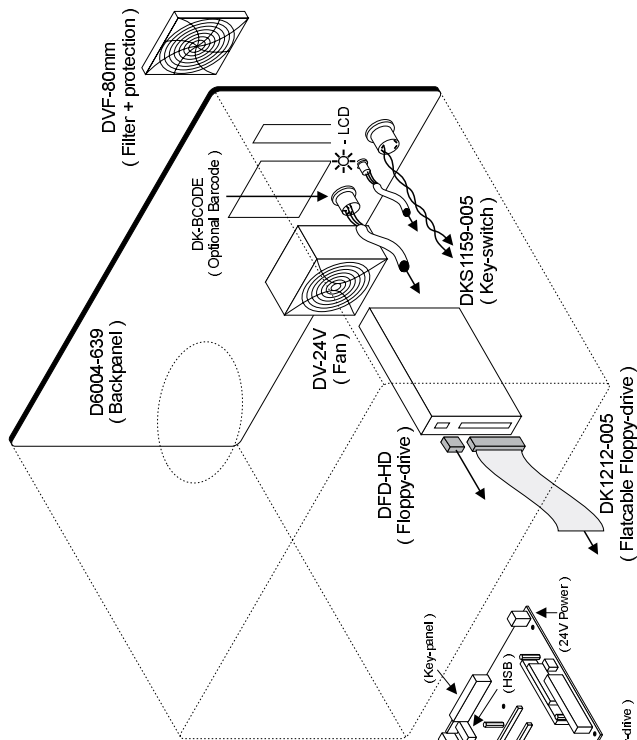 DVF-80mm
( Filter + protection )
- LCD
DK-BCODE
( Optional Barcode )
D6004-639
( Backpanel )
DKS1159-005
( Key-switch )
DV-24V
( Fan )
DFD-HD
( Floppy-drive )
DK1212-005
( Flatcable Floppy-drive )
( Key-panel )
(HSB)
(24V Power )
-drive )